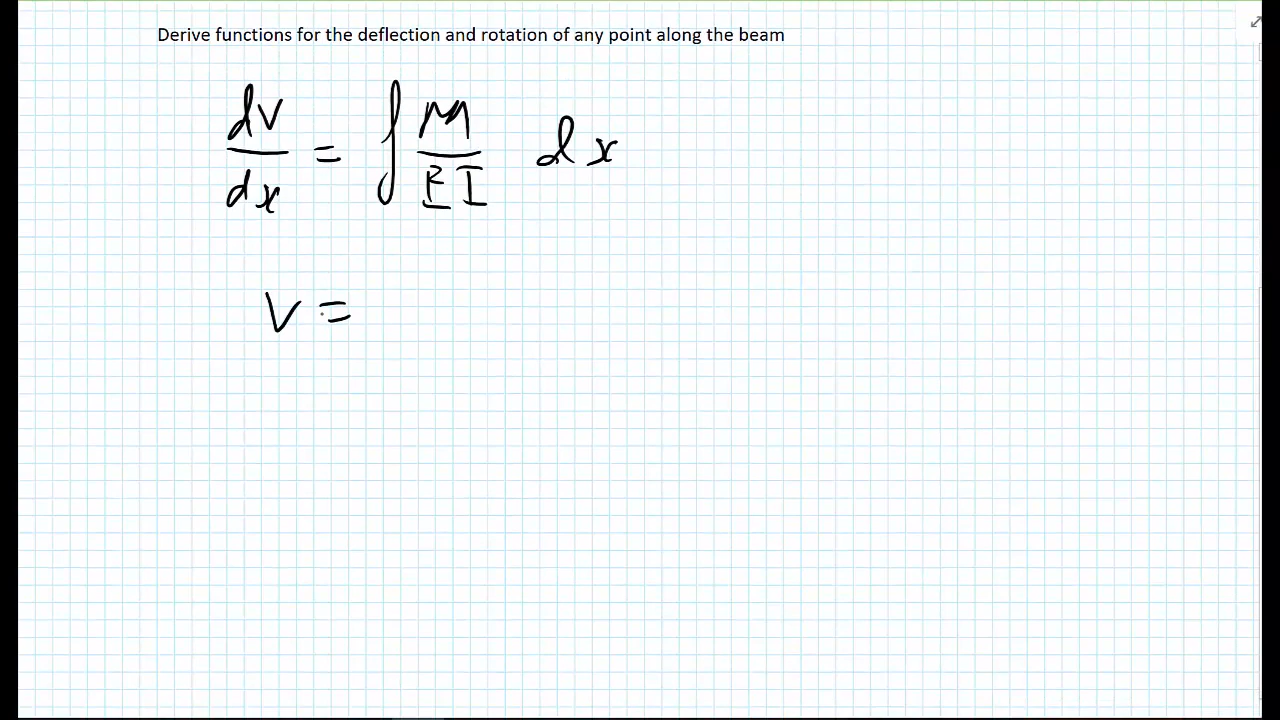 Derive functions for the deflection and rotation of any point along the beam
dv/dx = ∫ M/EI dx
v =